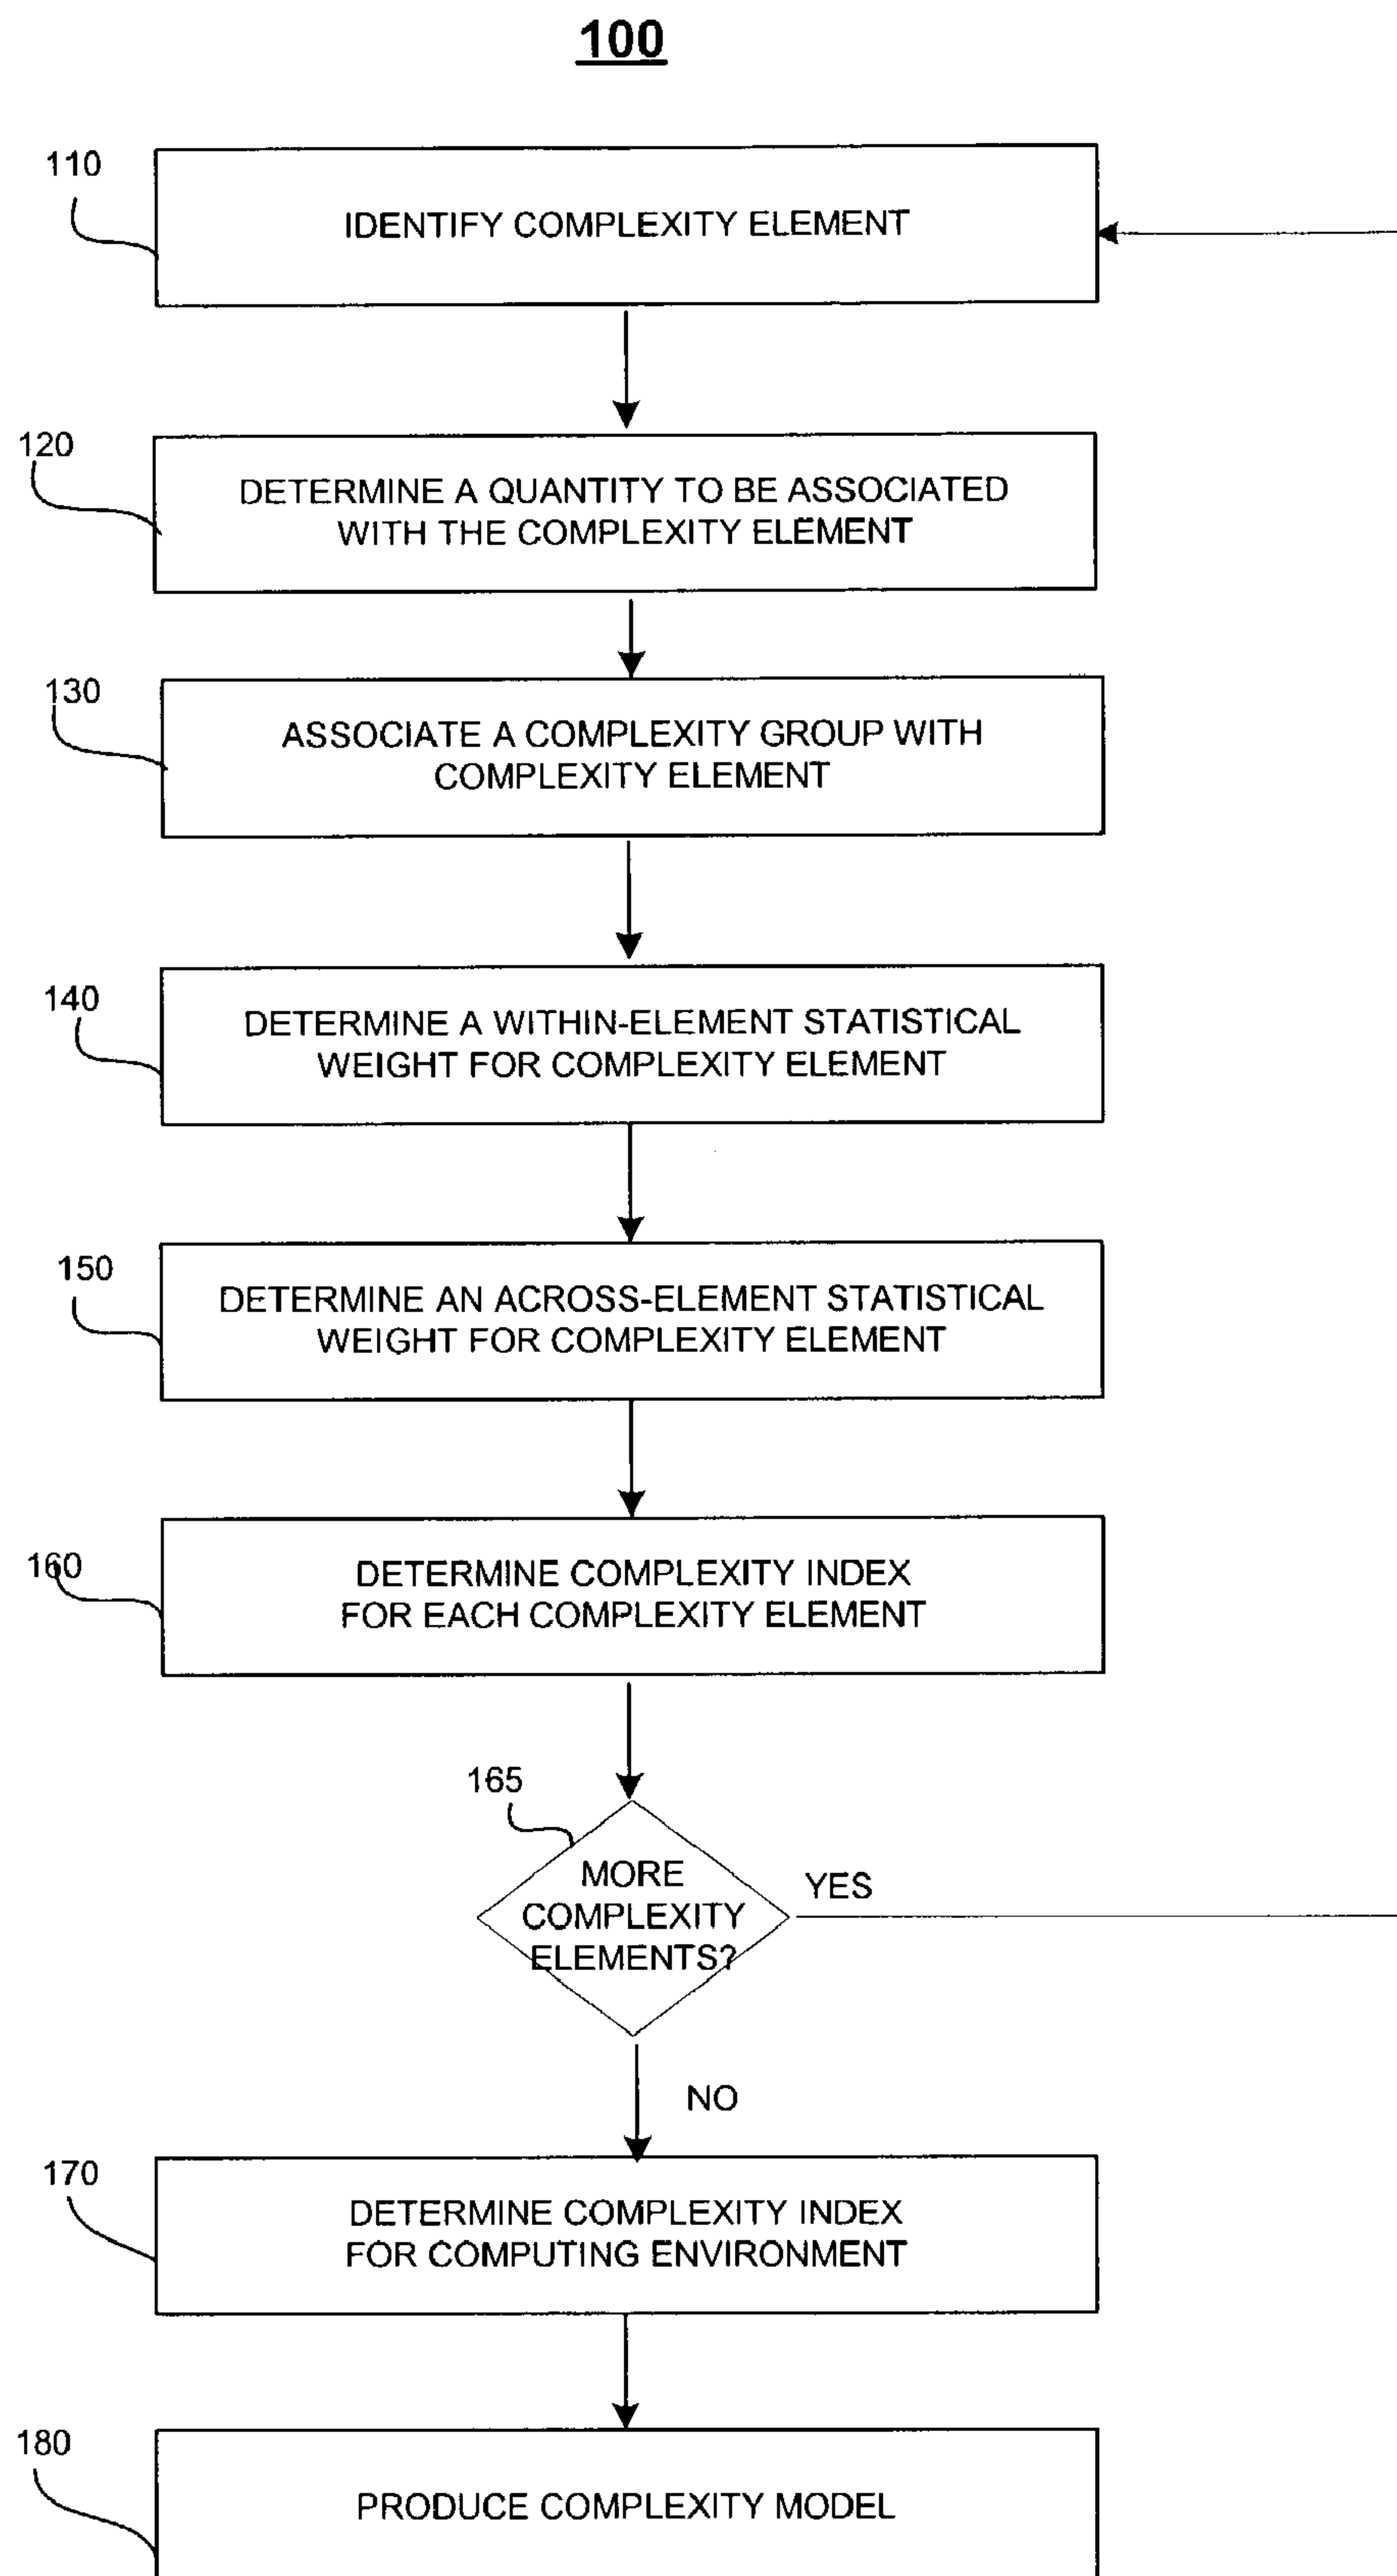 100
110
IDENTIFY COMPLEXITY ELEMENT
120
DETERMINE A QUANTITY TO BE ASSOCIATED
WITH THE COMPLEXITY ELEMENT
130
ASSOCIATE A COMPLEXITY GROUP WITH
COMPLEXITY ELEMENT
140
DETERMINE A WITHIN-ELEMENT STATISTICAL
WEIGHT FOR COMPLEXITY ELEMENT
150
DETERMINE AN ACROSS-ELEMENT STATISTICAL
WEIGHT FOR COMPLEXITY ELEMENT
160
DETERMINE COMPLEXITY INDEX
FOR EACH COMPLEXITY ELEMENT
165
MORE
COMPLEXITY
ELEMENTS?
YES
NO
170
DETERMINE COMPLEXITY INDEX
FOR COMPUTING ENVIRONMENT
180
PRODUCE COMPLEXITY MODEL